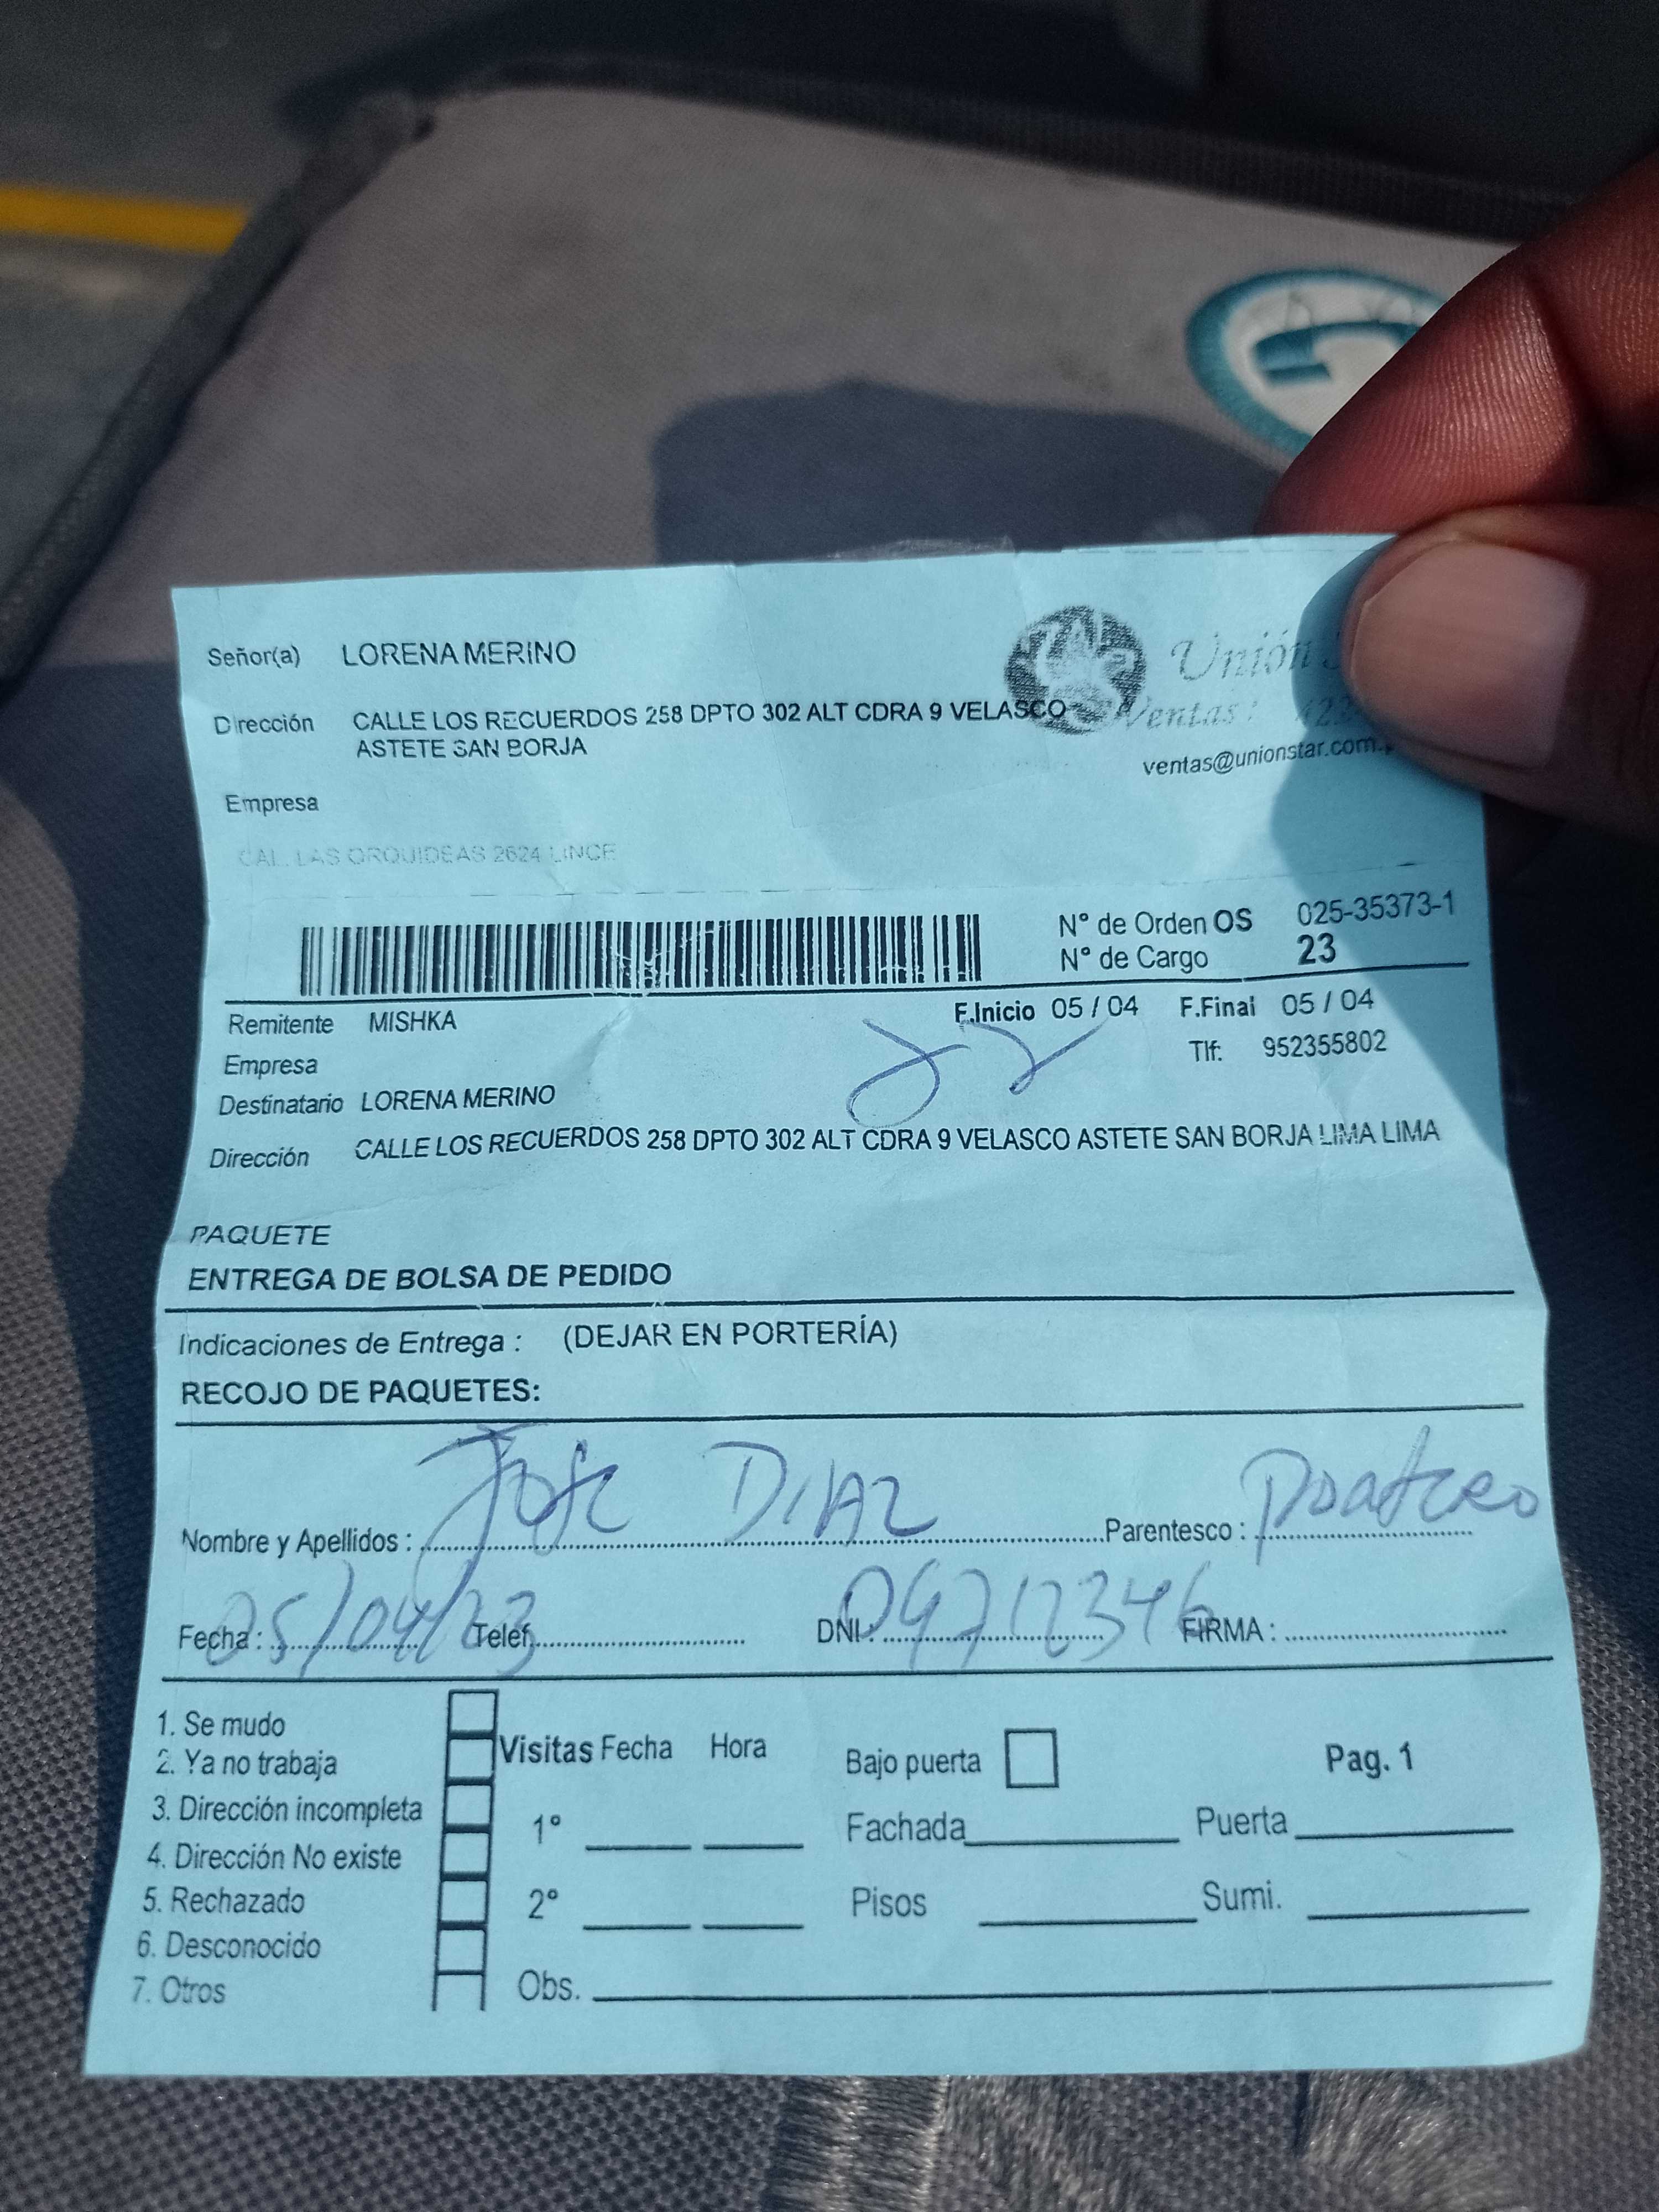 Señor(a) LORENA MERINO
Unión
Dirección CALLE LOS RECUERDOS 258 DPTO 302 ALT CDRA 9 VELASCO
ASTETE SAN BORJA
Ventas:
ventas@unionstar.com.
Empresa
CAL. LAS ORQUIDEAS 2624 LINCE
N° de Orden OS 025-35373-1
N° de Cargo 23
Remitente MISHKA F.Inicio 05 / 04 F.Final 05 / 04
Empresa Tlf: 952355802
Destinatario LORENA MERINO
Dirección CALLE LOS RECUERDOS 258 DPTO 302 ALT CDRA 9 VELASCO ASTETE SAN BORJA LIMA LIMA
PAQUETE
ENTREGA DE BOLSA DE PEDIDO
Indicaciones de Entrega : (DEJAR EN PORTERÍA)
RECOJO DE PAQUETES:
Nombre y Apellidos : Jose DIAZ Parentesco :
Fecha : 05/04/23 Telef. DNI : 09712346 FIRMA :
1. Se mudo
2. Ya no trabaja
3. Dirección incompleta
4. Dirección No existe
5. Rechazado
6. Desconocido
7. Otros
Visitas Fecha Hora
1°
2°
Obs.
Bajo puerta Pag. 1
Fachada Puerta
Pisos Sumi.